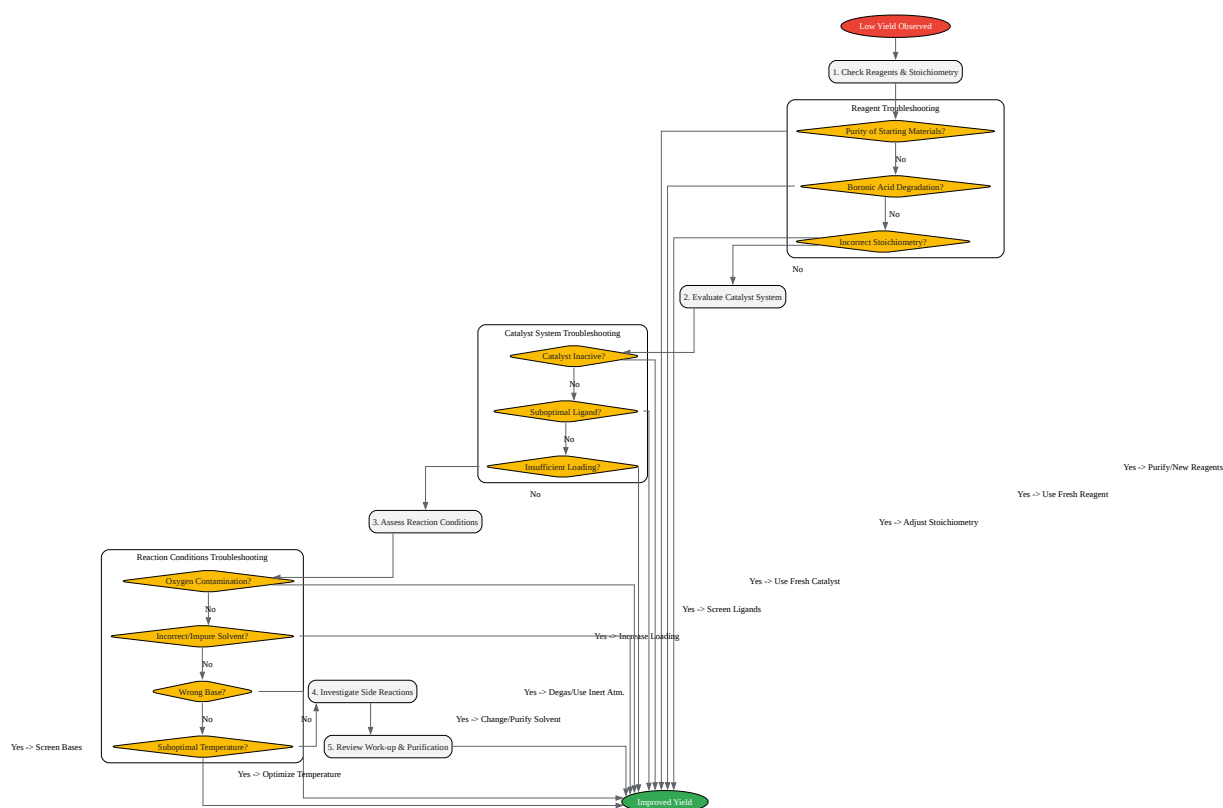 Low Yield Observed
1. Check Reagents & Stoichiometry
Reagent Troubleshooting
Purity of Starting Materials?
No
Boronic Acid Degradation?
No
Incorrect Stoichiometry?
No
2. Evaluate Catalyst System
Catalyst System Troubleshooting
Catalyst Inactive?
No
Suboptimal Ligand?
No
Insufficient Loading?
Yes -> Purify/New Reagents
No
Yes -> Use Fresh Reagent
3. Assess Reaction Conditions
Yes -> Adjust Stoichiometry
Reaction Conditions Troubleshooting
Oxygen Contamination?
Yes -> Use Fresh Catalyst
No
Yes -> Screen Ligands
Incorrect/Impure Solvent?
Yes -> Increase Loading
No
Wrong Base?
4. Investigate Side Reactions
Yes -> Degas/Use Inert Atm.
No
No
Yes -> Change/Purify Solvent
Yes -> Screen Bases
Suboptimal Temperature?
5. Review Work-up & Purification
Yes -> Optimize Temperature
Improved Yield